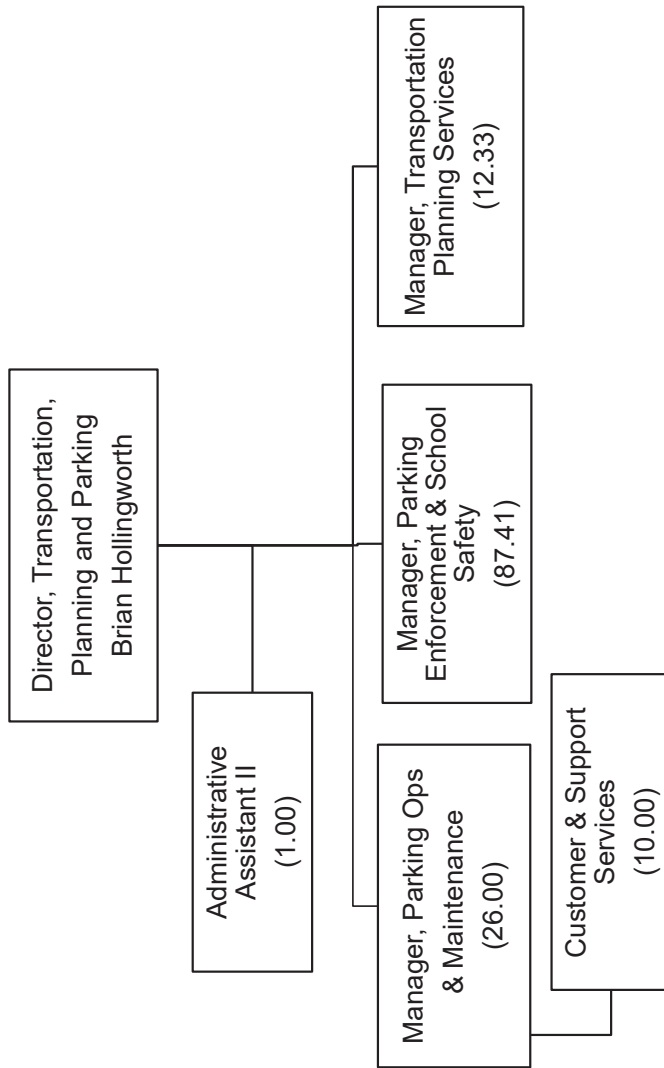 Director, Transportation,
Planning and Parking
Brian Hollingworth
Administrative
Assistant II
(1.00)
Manager, Parking Ops
& Maintenance
(26.00)
Manager, Parking
Enforcement & School
Safety
(87.41)
Manager, Transportation
Planning Services
(12.33)
Customer & Support
Services
(10.00)